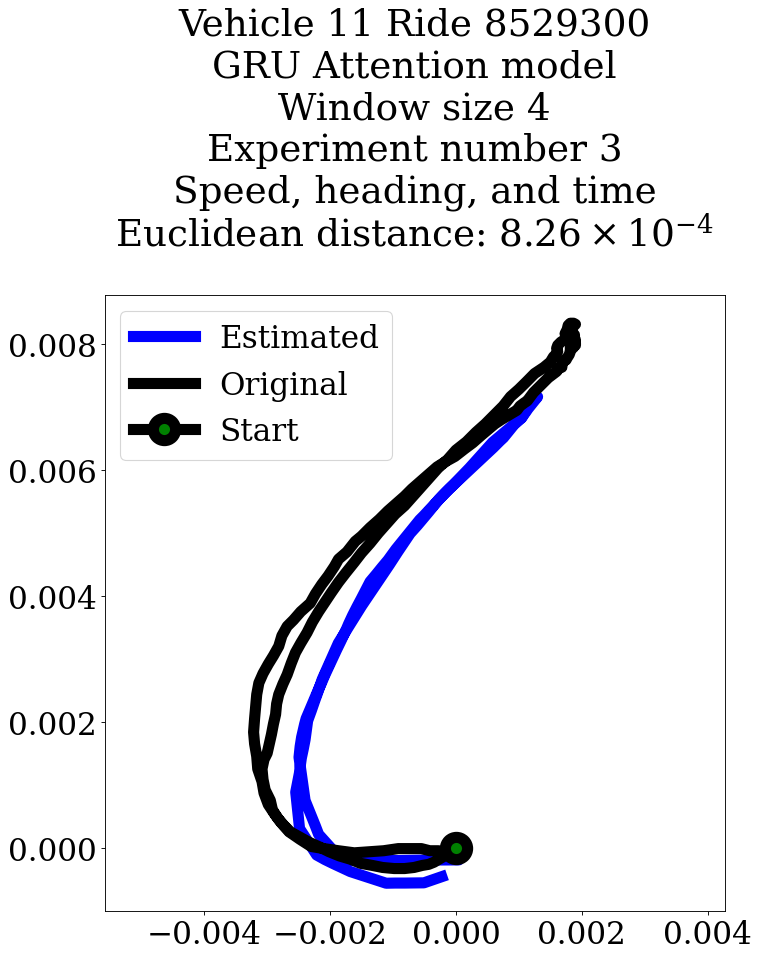 Vehicle 11 Ride 8529300
GRU Attention model
Window size 4
Experiment number 3
Speed, heading, and time
Euclidean distance: 8.26 × 10⁻⁴
Estimated
Original
Start
0.008
0.006
0.004
0.002
0.000
−0.004 −0.002 0.000 0.002 0.004